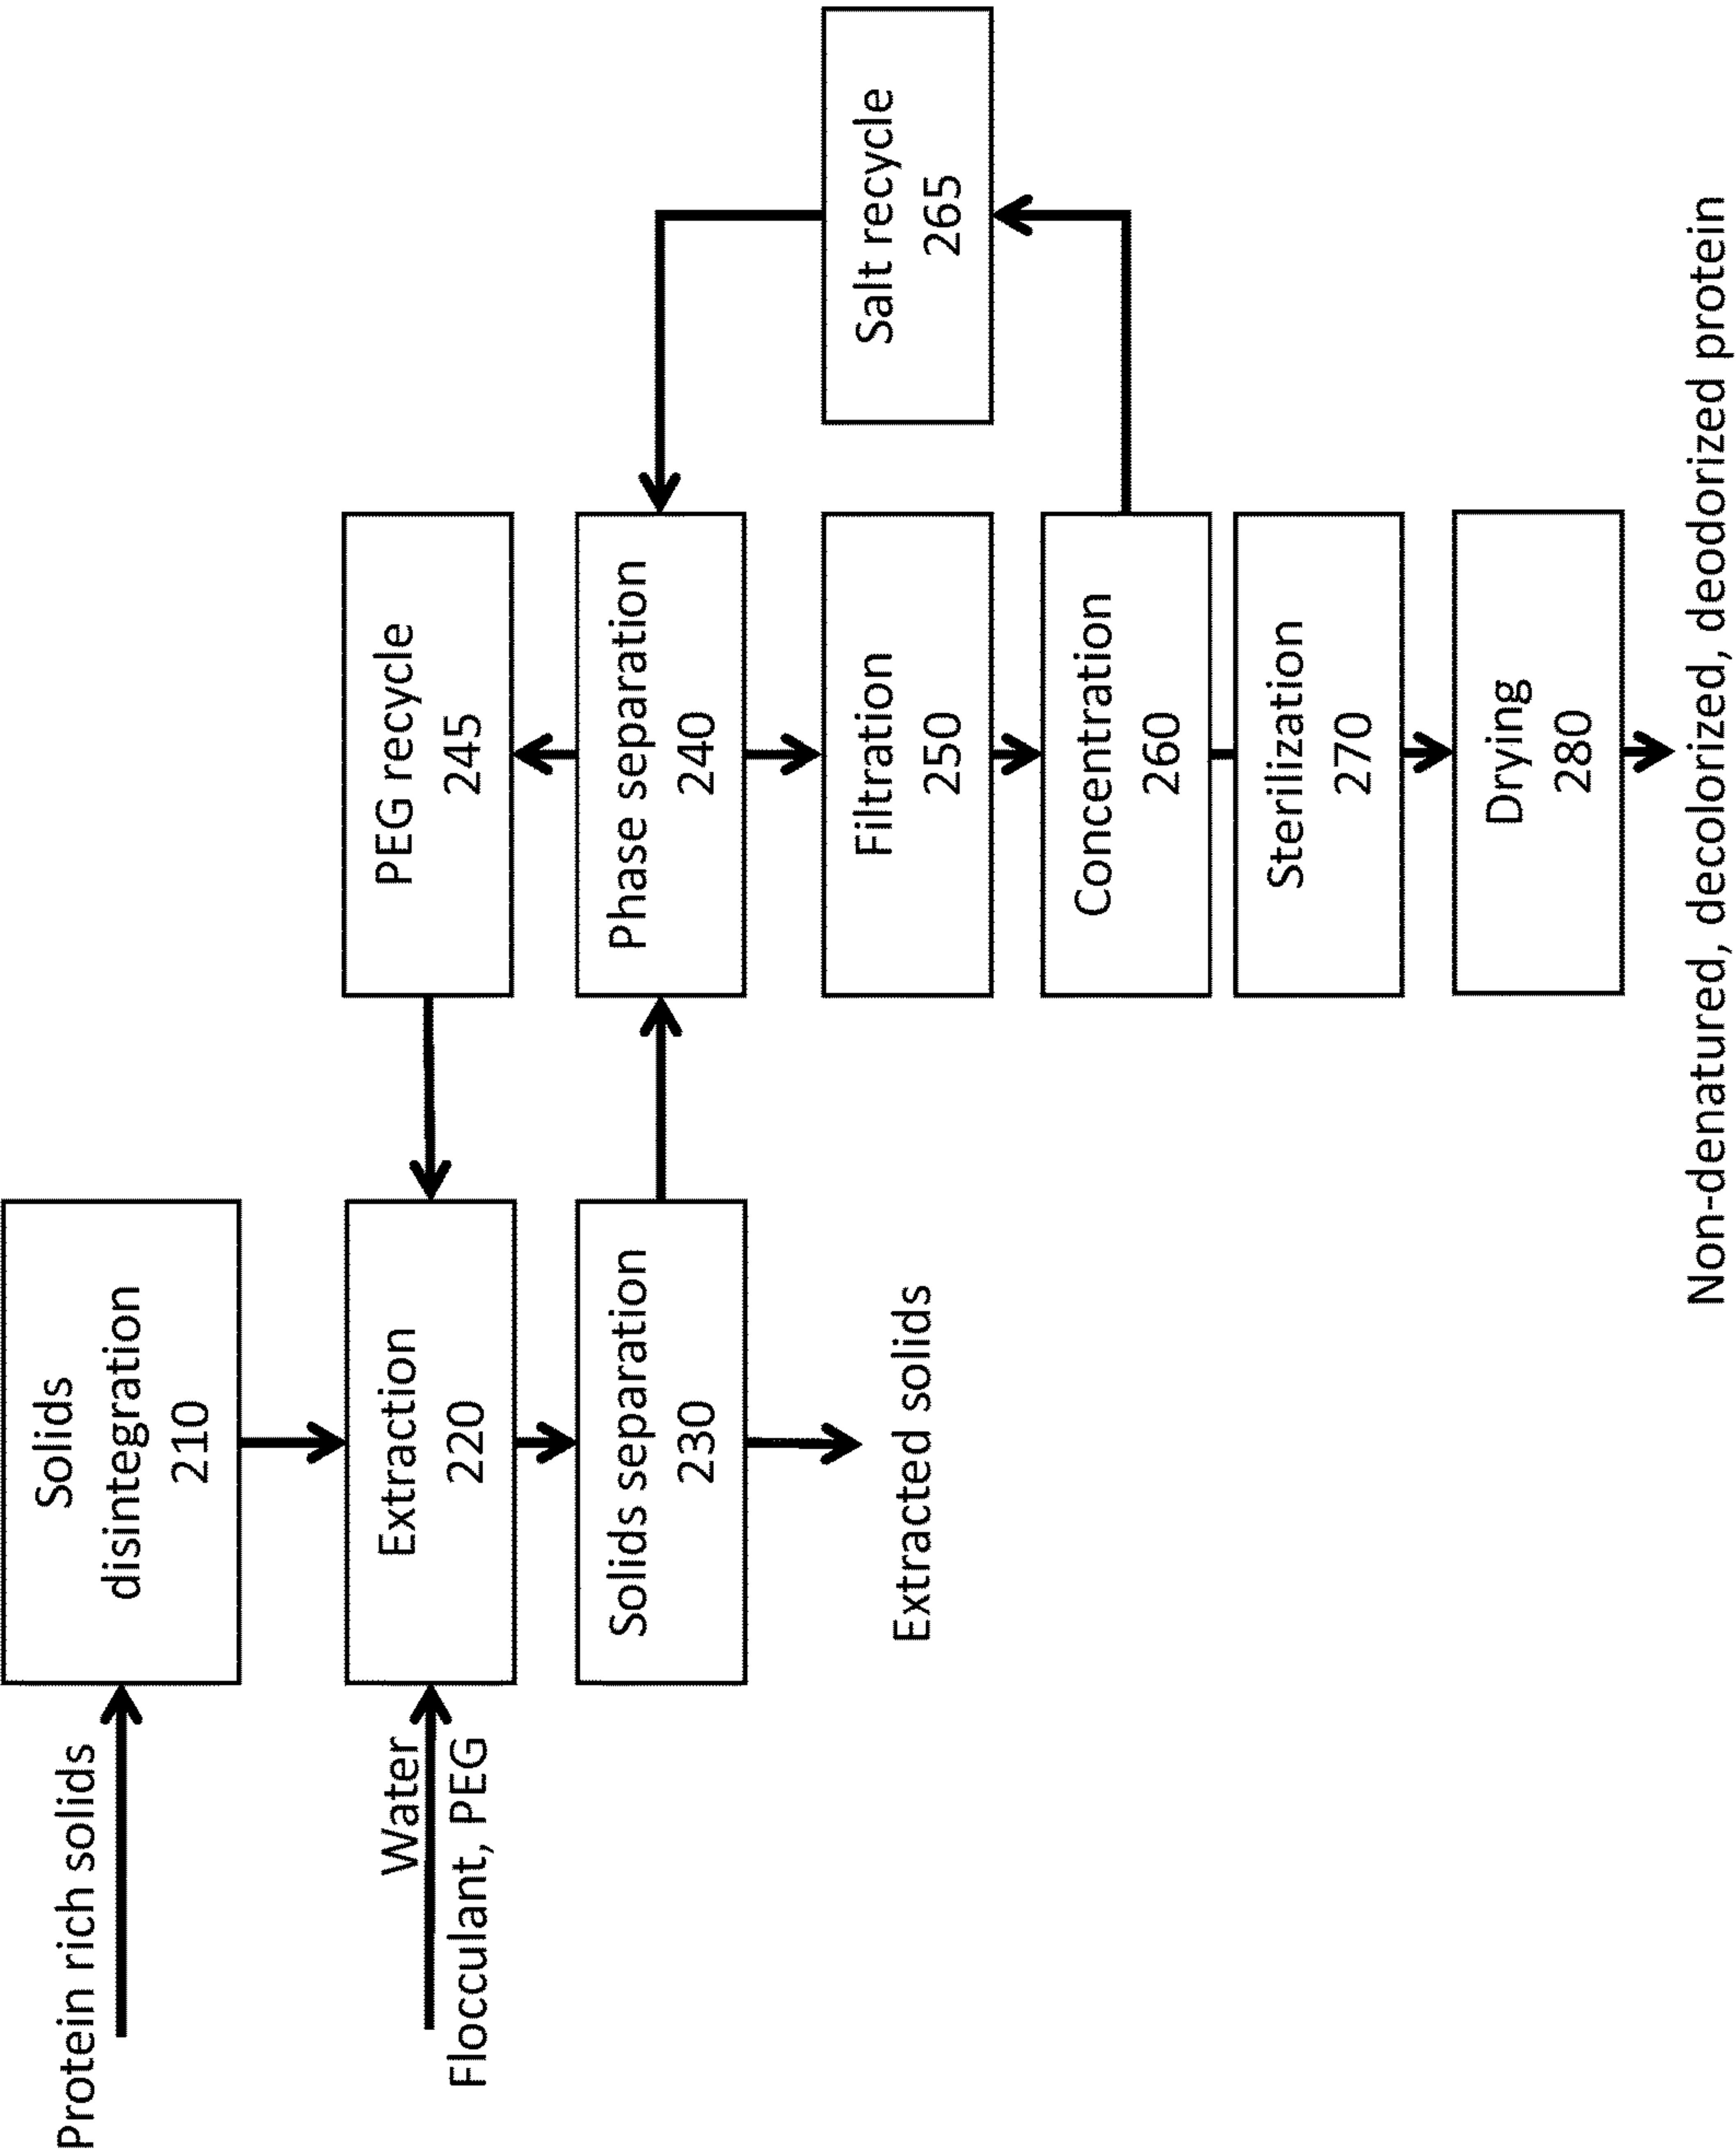 Protein rich solids
Solids
disintegration
210
Water
Flocculant, PEG
Extraction
220
Solids separation
230
Extracted solids
PEG recycle
245
Phase separation
240
Filtration
250
Concentration
260
Salt recycle
265
Sterilization
270
Drying
280
Non-denatured, decolorized, deodorized protein